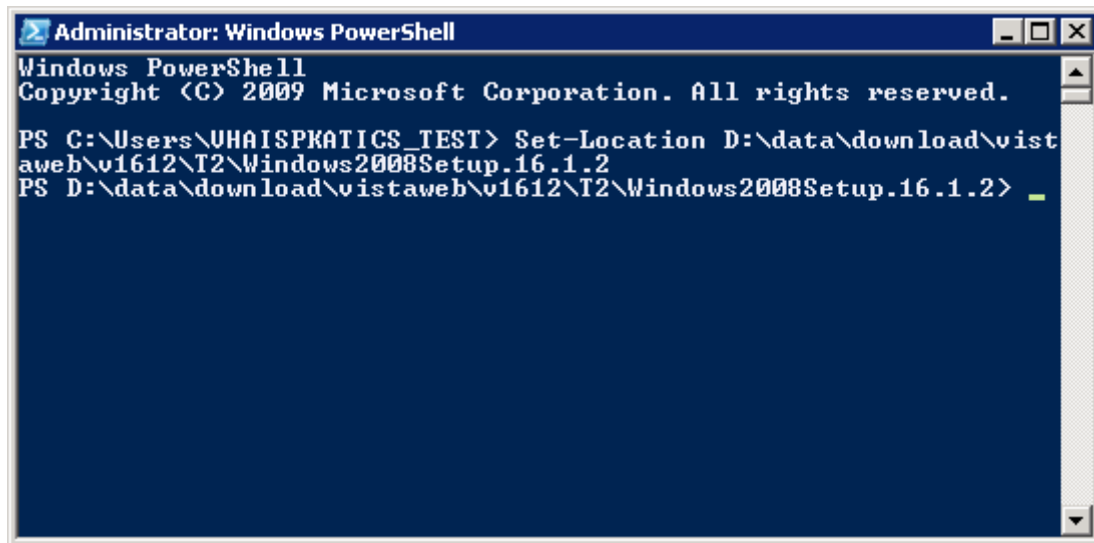 Administrator: Windows PowerShell
Windows PowerShell
Copyright (C) 2009 Microsoft Corporation. All rights reserved.
PS C:\Users\VHAISPKATICS_TEST> Set-Location D:\data\download\vist
aweb\v1612\T2\Windows2008Setup.16.1.2
PS D:\data\download\vistaweb\v1612\T2\Windows2008Setup.16.1.2> _